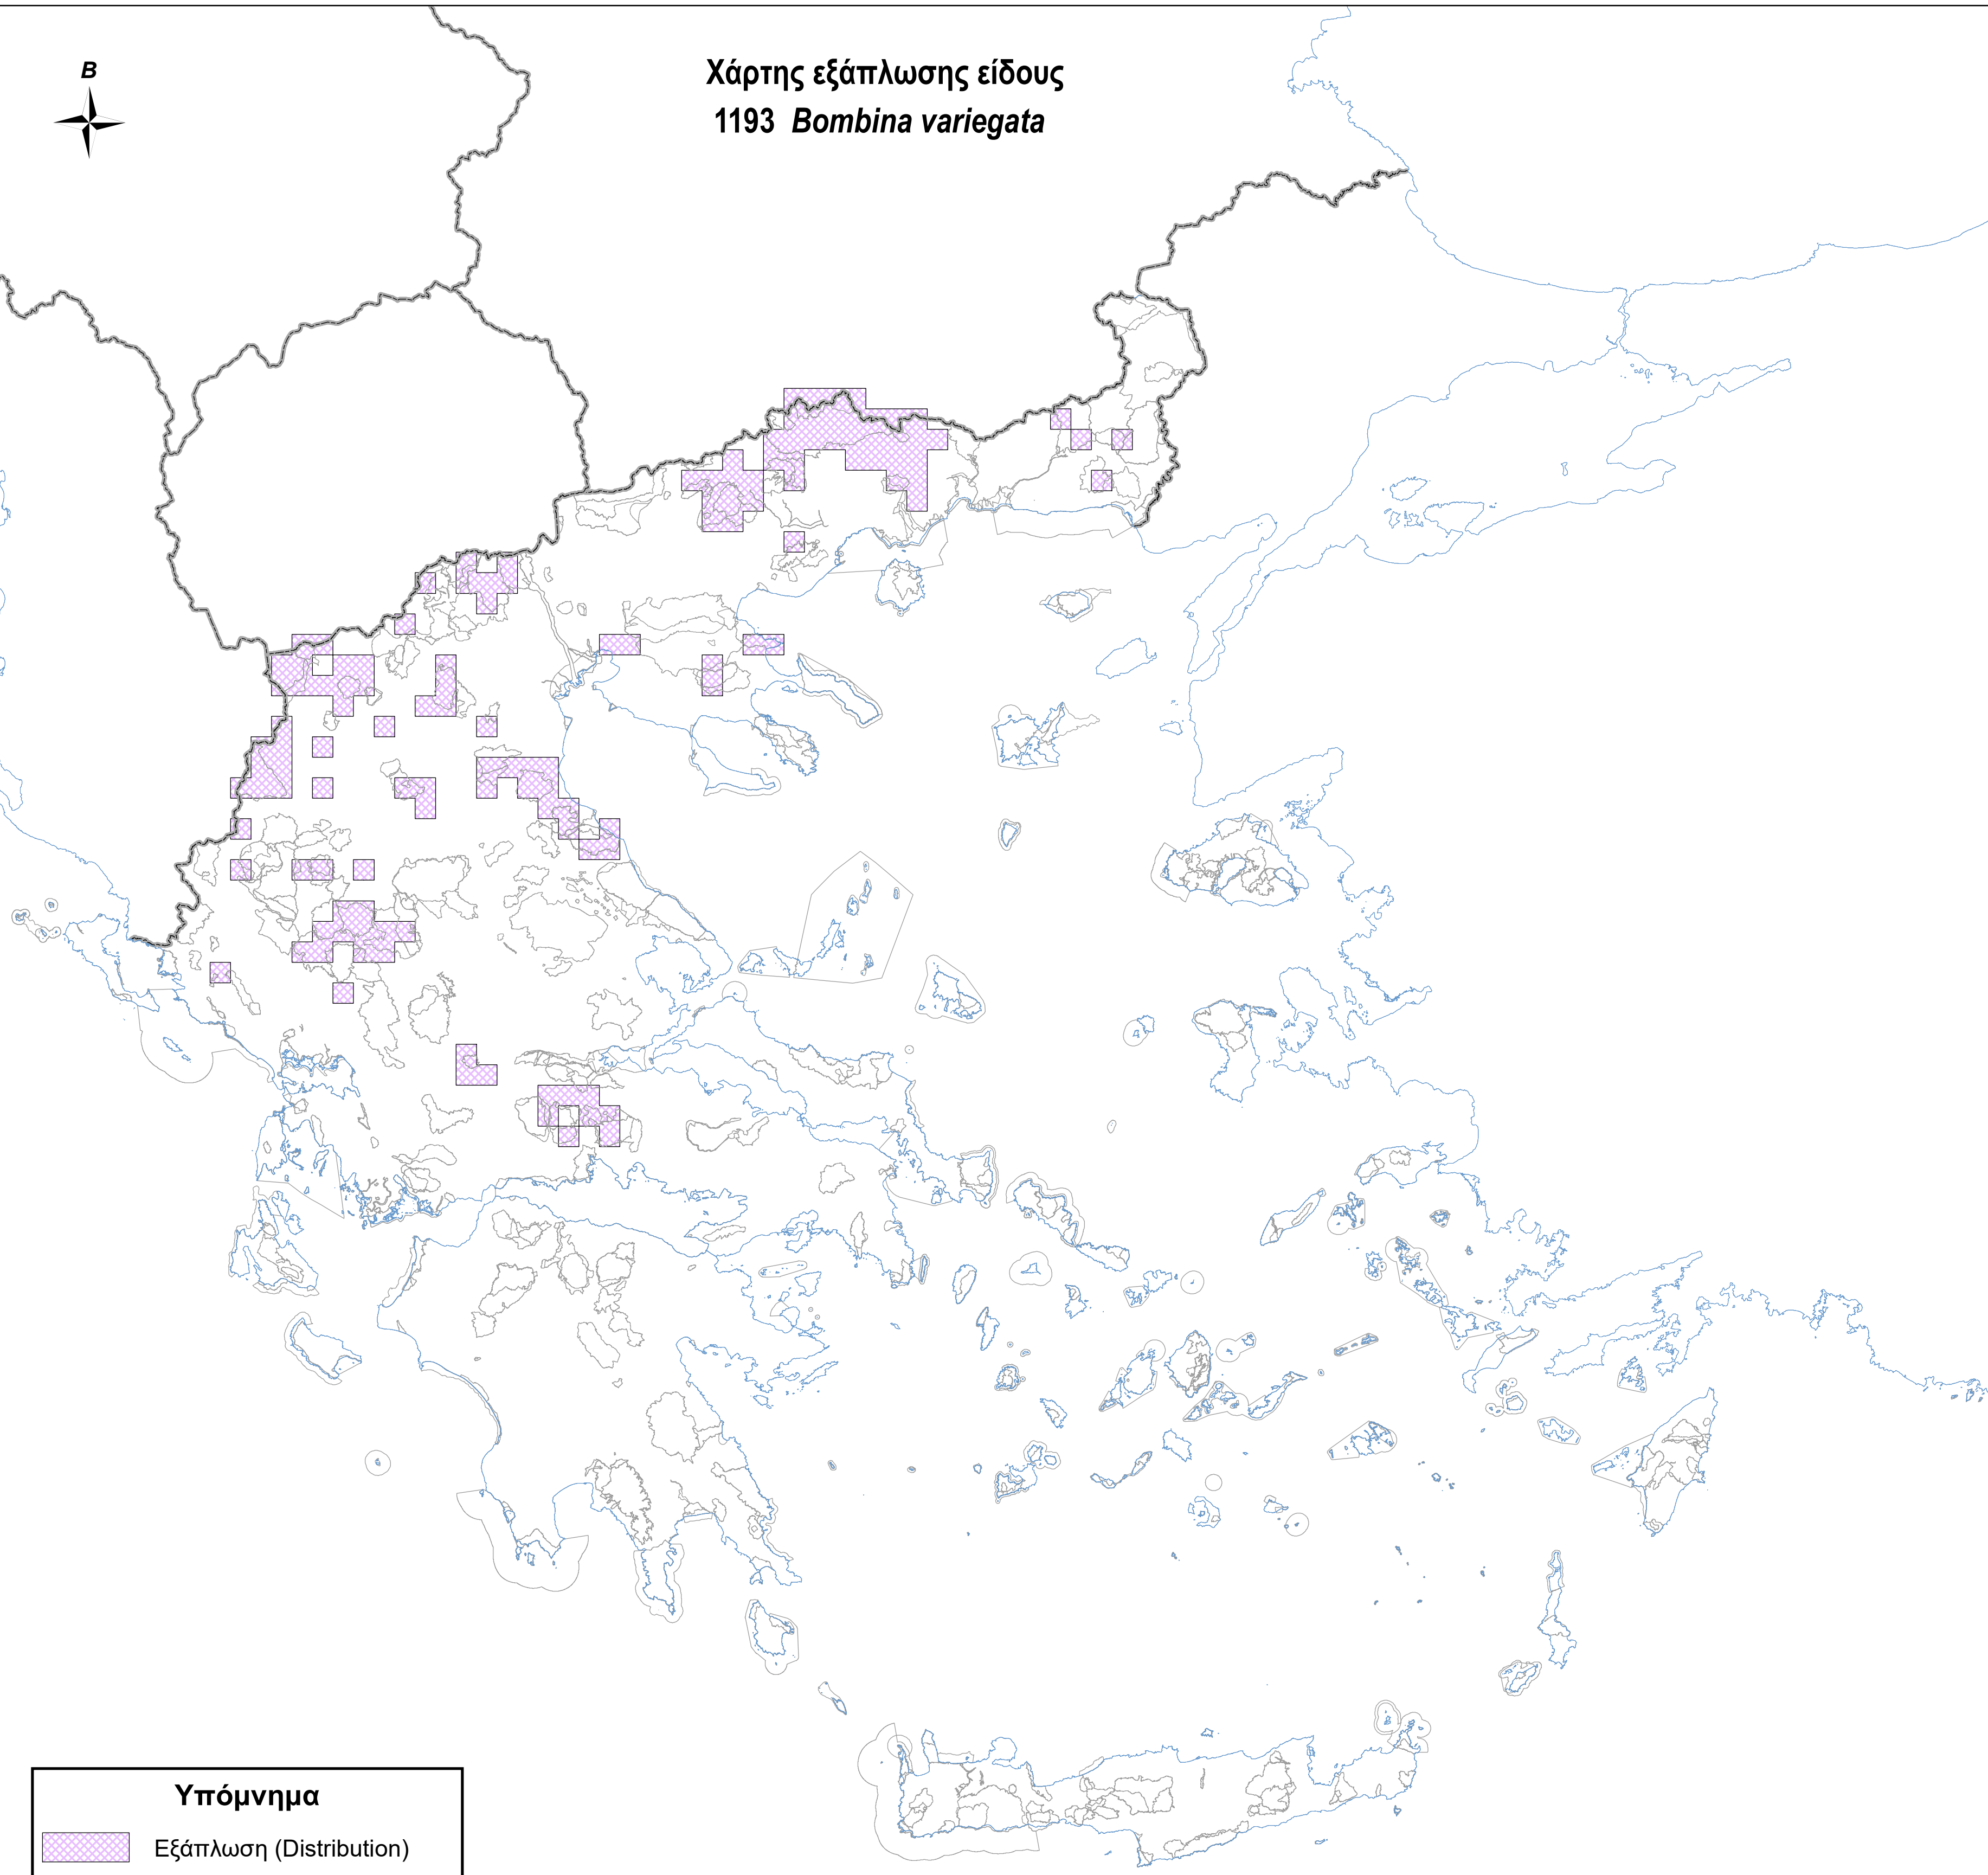 Β
Χάρτης εξάπλωσης είδους
1193 Bombina variegata
Υπόμνημα
Εξάπλωση (Distribution)